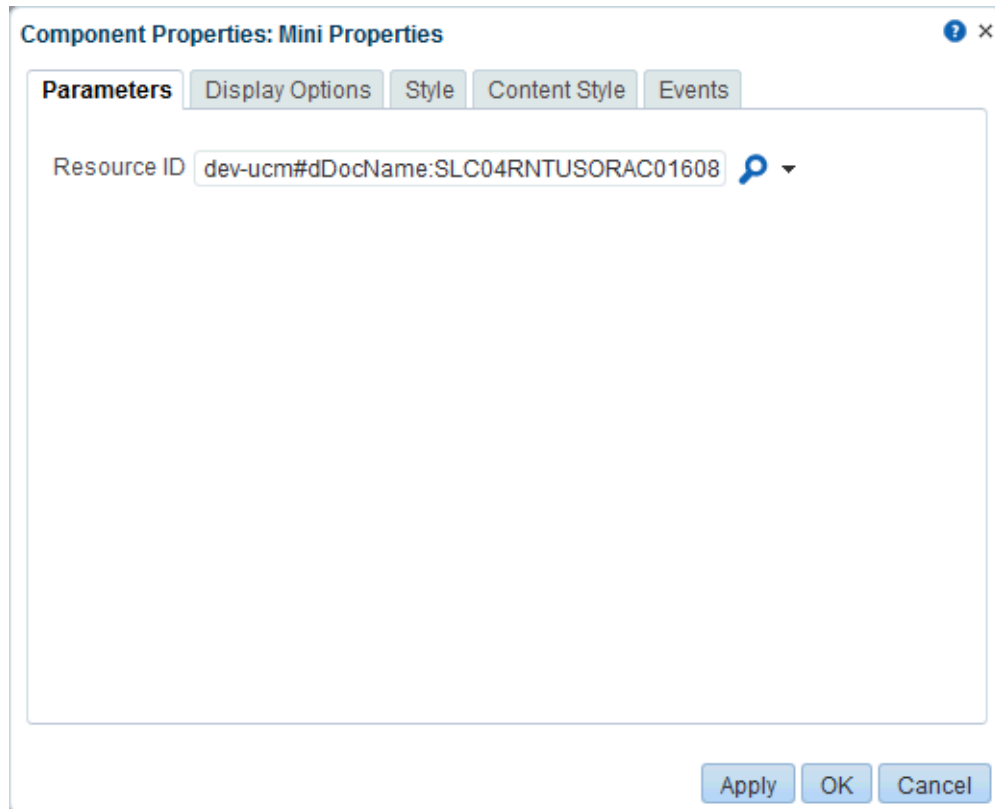 Component Properties: Mini Properties
Parameters Display Options Style Content Style Events
Resource ID dev-ucm#dDocName:SLC04RNTUSORAC01608
Apply OK Cancel